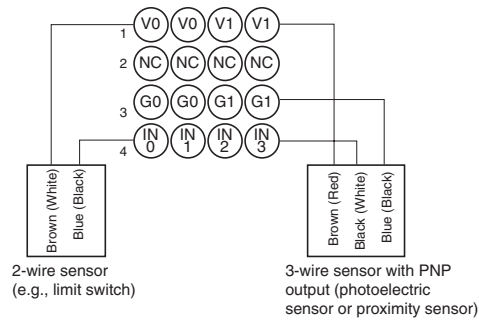 1 V0 V0 V1 V1
2 NC NC NC NC
3 G0 G0 G1 G1
4 IN 0 IN 1 IN 2 IN 3
Brown (White)
Blue (Black)
Brown (Red)
Black (White)
Blue (Black)
2-wire sensor
(e.g., limit switch)
3-wire sensor with PNP
output (photoelectric
sensor or proximity sensor)